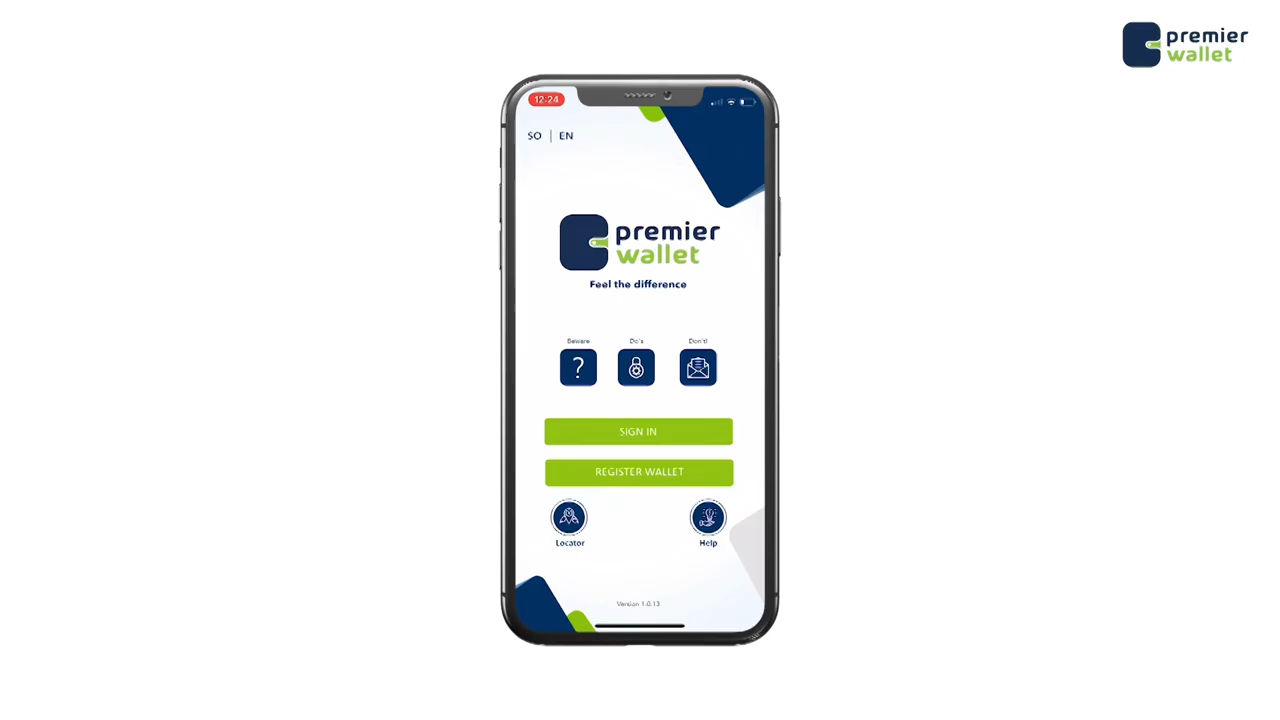 premier
wallet
12:24
SO | EN
premier
wallet
Feel the difference
Beware
Do's
Don't!
?
SIGN IN
REGISTER WALLET
Locator
Help
Version 1.0.13